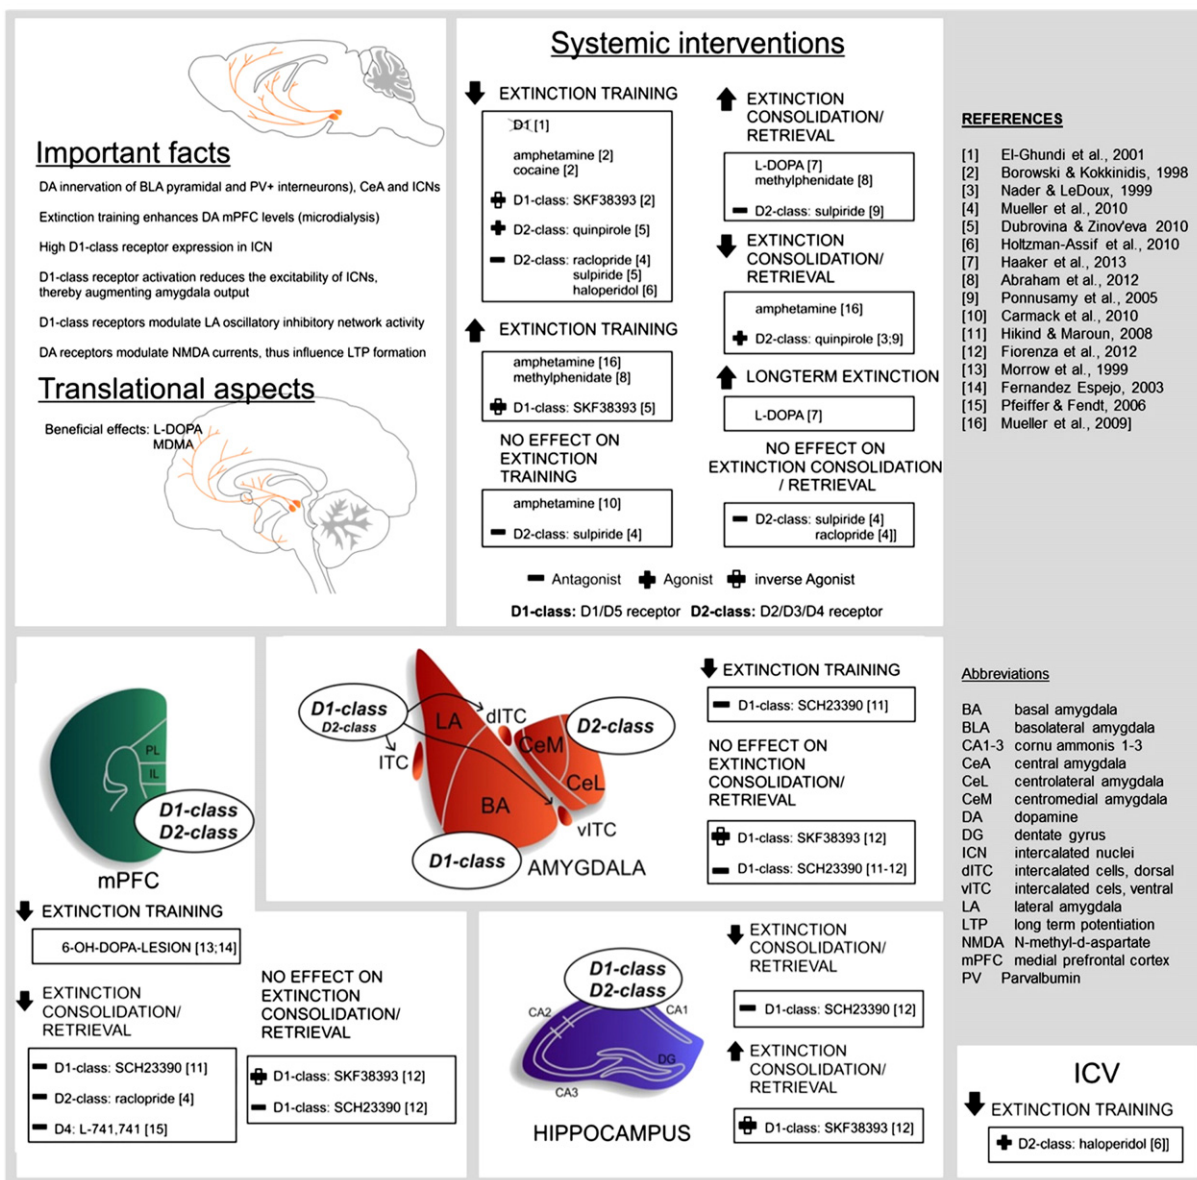 Important facts
DA innervation of BLA pyramidal and PV+ interneurons), CeA and ICNs
Extinction training enhances DA mPFC levels (microdialysis)
High D1-class receptor expression in ICN
D1-class receptor activation reduces the excitability of ICNs,
thereby augmenting amygdala output
D1-class receptors modulate LA oscillatory inhibitory network activity
DA receptors modulate NMDA currents, thus influence LTP formation
Translational aspects
Beneficial effects: L-DOPA
MDMA
Systemic interventions
EXTINCTION TRAINING
D1 [1]
amphetamine [2]
cocaine [2]
D1-class: SKF38393 [2]
D2-class: quinpirole [5]
D2-class: raclopride [4]
sulpiride [5]
haloperidol [6]
EXTINCTION TRAINING
amphetamine [16]
methylphenidate [8]
D1-class: SKF38393 [5]
NO EFFECT ON
EXTINCTION
TRAINING
amphetamine [10]
D2-class: sulpiride [4]
EXTINCTION
CONSOLIDATION/
RETRIEVAL
L-DOPA [7]
methylphenidate [8]
D2-class: sulpiride [9]
EXTINCTION
CONSOLIDATION/
RETRIEVAL
amphetamine [16]
D2-class: quinpirole [3;9]
LONGTERM EXTINCTION
L-DOPA [7]
NO EFFECT ON
EXTINCTION CONSOLIDATION
/ RETRIEVAL
D2-class: sulpiride [4]
raclopride [4]]
Antagonist Agonist inverse Agonist
D1-class: D1/D5 receptor D2-class: D2/D3/D4 receptor
REFERENCES
[1] El-Ghundi et al., 2001
[2] Borowski & Kokkinidis, 1998
[3] Nader & LeDoux, 1999
[4] Mueller et al., 2010
[5] Dubrovina & Zinov'eva 2010
[6] Holtzman-Assif et al., 2010
[7] Haaker et al., 2013
[8] Abraham et al., 2012
[9] Ponnusamy et al., 2005
[10] Carmack et al., 2010
[11] Hikind & Maroun, 2008
[12] Fiorenza et al., 2012
[13] Morrow et al., 1999
[14] Fernandez Espejo, 2003
[15] Pfeiffer & Fendt, 2006
[16] Mueller et al., 2009]
PL
IL
D1-class
D2-class
mPFC
EXTINCTION TRAINING
6-OH-DOPA-LESION [13;14]
EXTINCTION
CONSOLIDATION/
RETRIEVAL
D1-class: SCH23390 [11]
D2-class: raclopride [4]
D4: L-741,741 [15]
NO EFFECT ON
EXTINCTION
CONSOLIDATION/
RETRIEVAL
D1-class: SKF38393 [12]
D1-class: SCH23390 [12]
D1-class
D2-class
ITC
LA
dITC
CeM
D2-class
CeL
BA
vITC
D1-class
AMYGDALA
EXTINCTION TRAINING
D1-class: SCH23390 [11]
NO EFFECT ON
EXTINCTION
CONSOLIDATION/
RETRIEVAL
D1-class: SKF38393 [12]
D1-class: SCH23390 [11-12]
D1-class
D2-class
CA2
CA1
DG
CA3
HIPPOCAMPUS
EXTINCTION
CONSOLIDATION/
RETRIEVAL
D1-class: SCH23390 [12]
EXTINCTION
CONSOLIDATION/
RETRIEVAL
D1-class: SKF38393 [12]
Abbreviations
BA basal amygdala
BLA basolateral amygdala
CA1-3 cornu ammonis 1-3
CeA central amygdala
CeL centrolateral amygdala
CeM centromedial amygdala
DA dopamine
DG dentate gyrus
ICN intercalated nuclei
dITC intercalated cells, dorsal
vITC intercalated cels, ventral
LA lateral amygdala
LTP long term potentiation
NMDA N-methyl-d-aspartate
mPFC medial prefrontal cortex
PV Parvalbumin
ICV
EXTINCTION TRAINING
D2-class: haloperidol [6]]